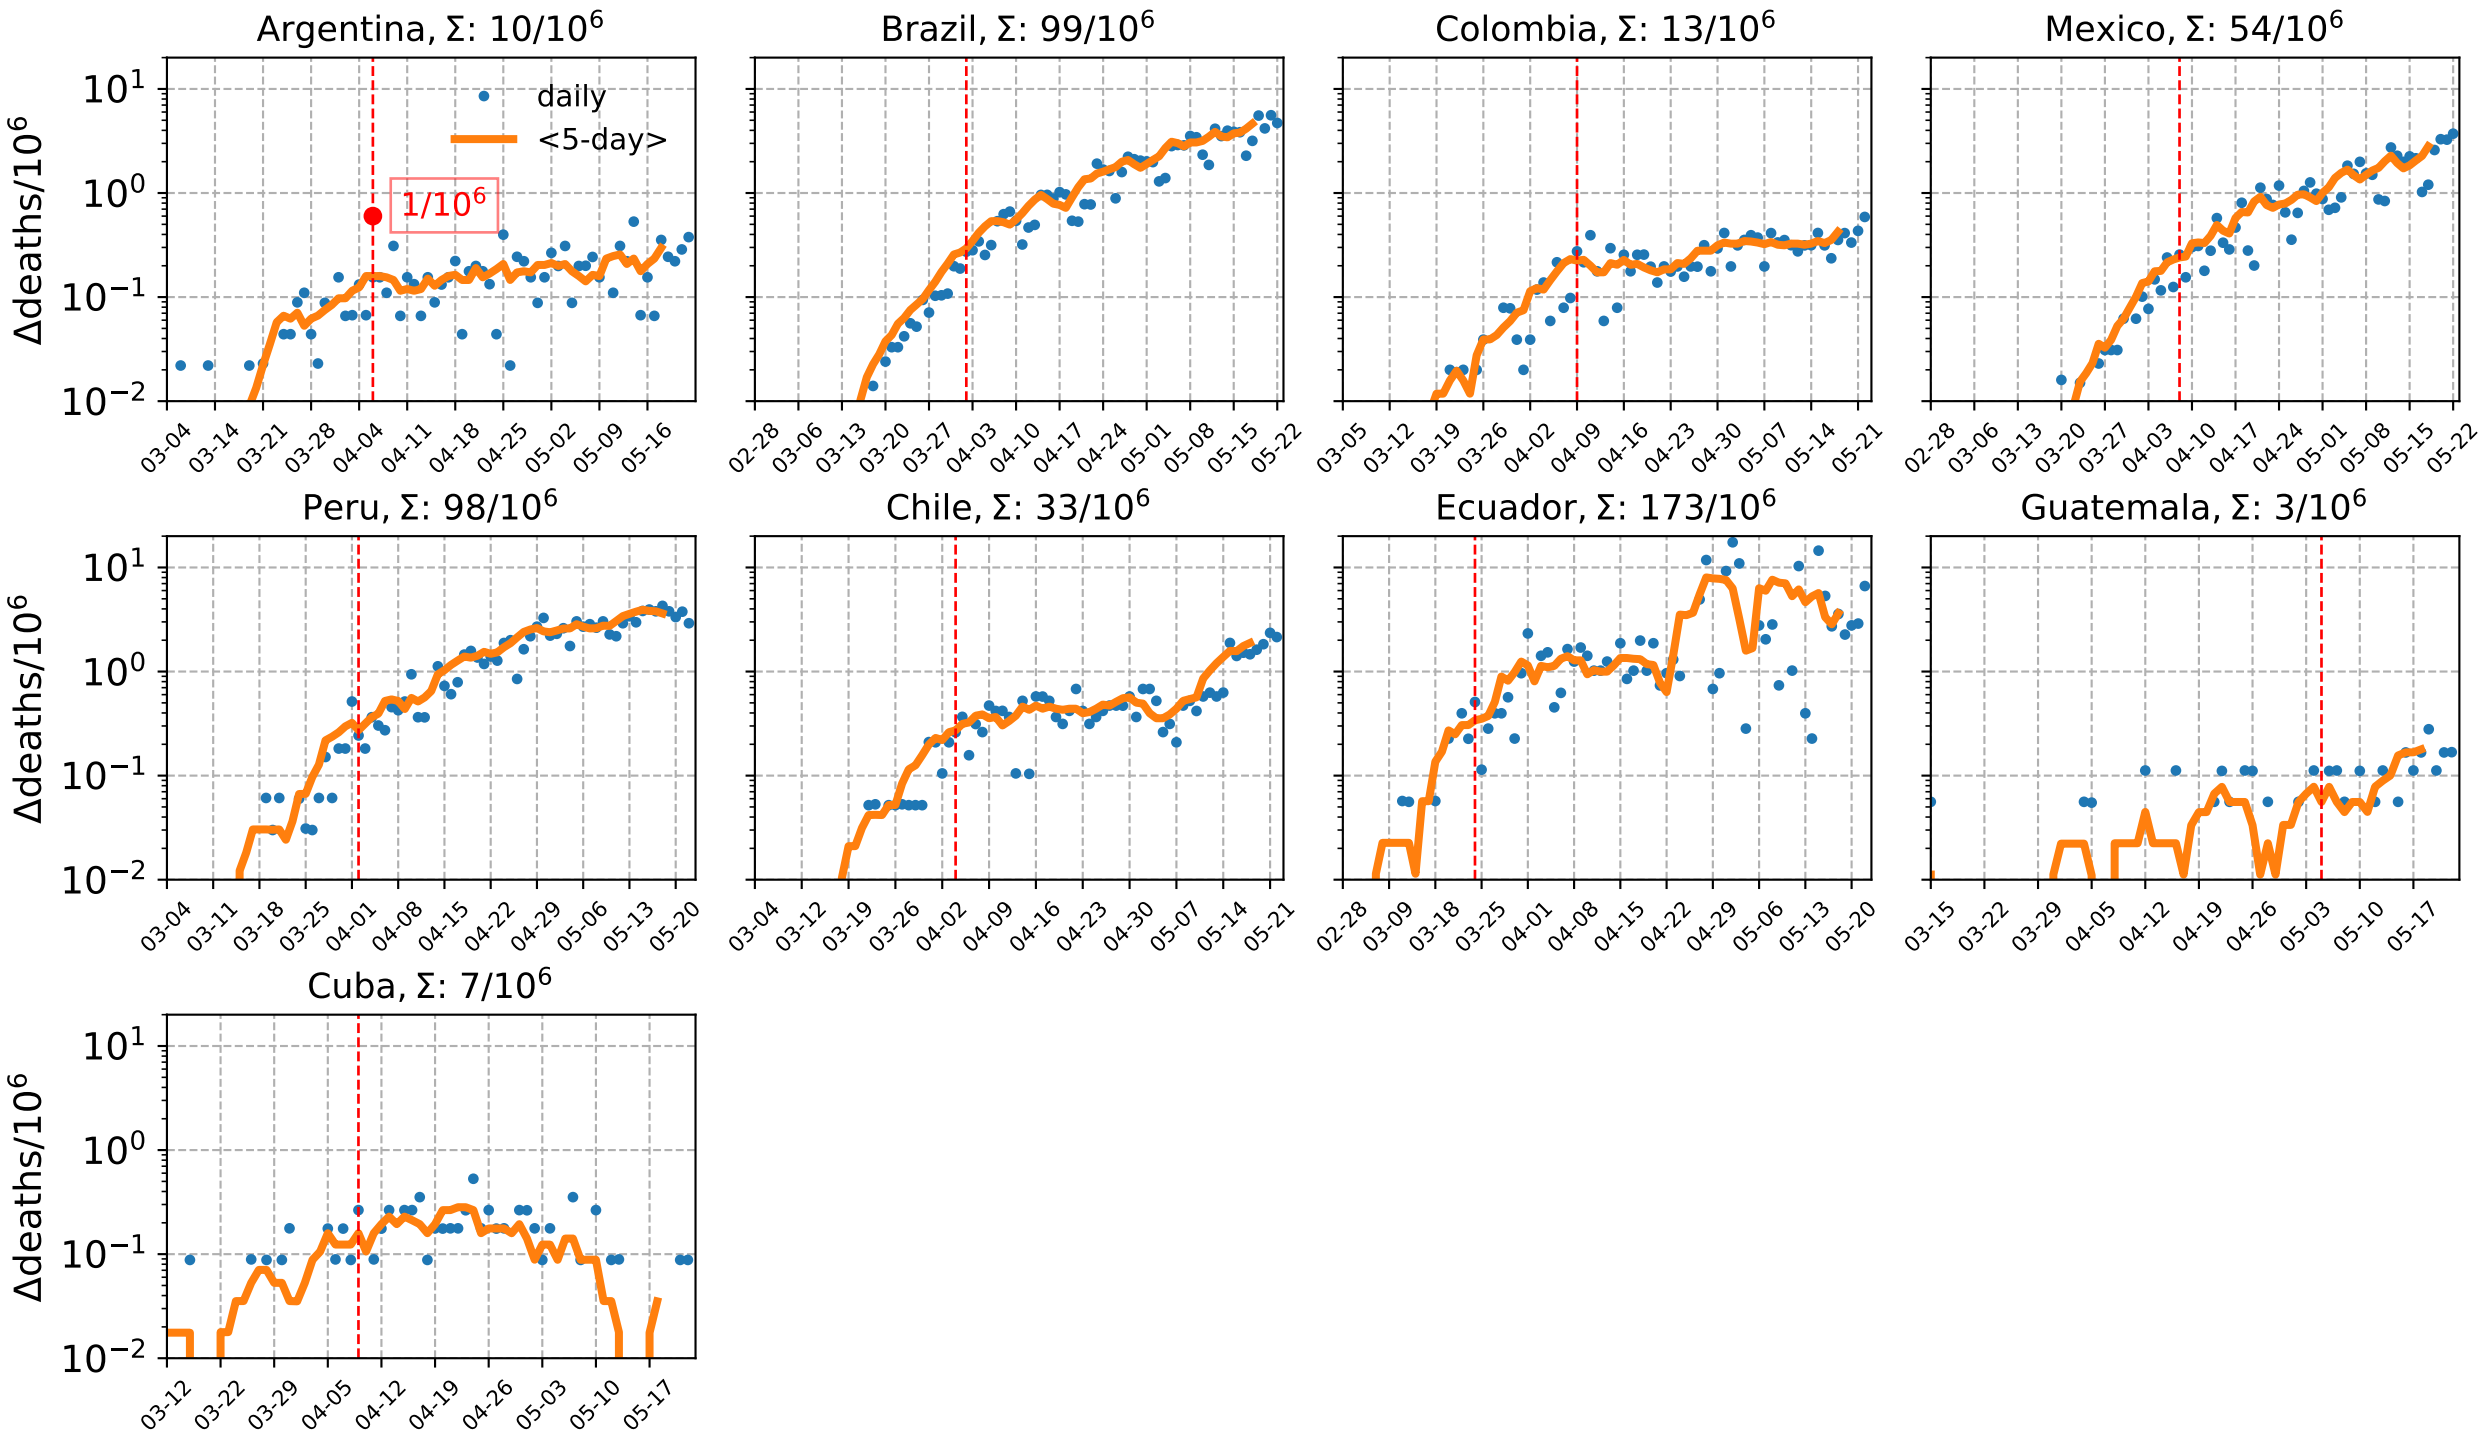 Argentina, Σ: 10/10⁶
Brazil, Σ: 99/10⁶
Colombia, Σ: 13/10⁶
Mexico, Σ: 54/10⁶
Δdeaths/10⁶
10¹
10⁰
10⁻¹
10⁻²
daily
<5-day>
1/10⁶
03-04 03-14 03-21 03-28 04-04 04-11 04-18 04-25 05-02 05-09 05-16
02-28 03-06 03-13 03-20 03-27 04-03 04-10 04-17 04-24 05-01 05-08 05-15 05-22
03-05 03-12 03-19 03-26 04-02 04-09 04-16 04-23 04-30 05-07 05-14 05-21
02-28 03-06 03-13 03-20 03-27 04-03 04-10 04-17 04-24 05-01 05-08 05-15 05-22
Peru, Σ: 98/10⁶
Chile, Σ: 33/10⁶
Ecuador, Σ: 173/10⁶
Guatemala, Σ: 3/10⁶
Δdeaths/10⁶
10¹
10⁰
10⁻¹
10⁻²
03-04 03-11 03-18 03-25 04-01 04-08 04-15 04-22 04-29 05-06 05-13 05-20
03-04 03-12 03-19 03-26 04-02 04-09 04-16 04-23 04-30 05-07 05-14 05-21
02-28 03-09 03-18 03-25 04-01 04-08 04-15 04-22 04-29 05-06 05-13 05-20
03-15 03-22 03-29 04-05 04-12 04-19 04-26 05-03 05-10 05-17
Cuba, Σ: 7/10⁶
Δdeaths/10⁶
10¹
10⁰
10⁻¹
10⁻²
03-12 03-22 03-29 04-05 04-12 04-19 04-26 05-03 05-10 05-17